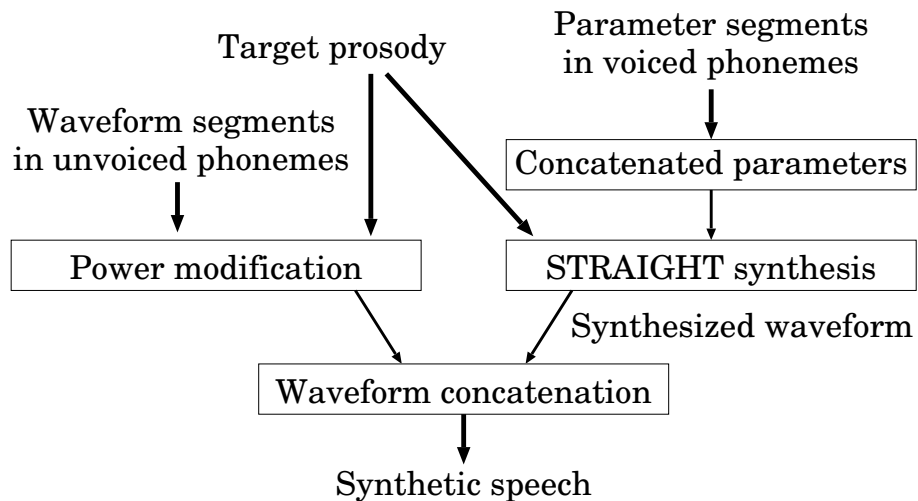 Target prosody
Parameter segments
in voiced phonemes
Waveform segments
in unvoiced phonemes
Concatenated parameters
Power modification
STRAIGHT synthesis
Synthesized waveform
Waveform concatenation
Synthetic speech